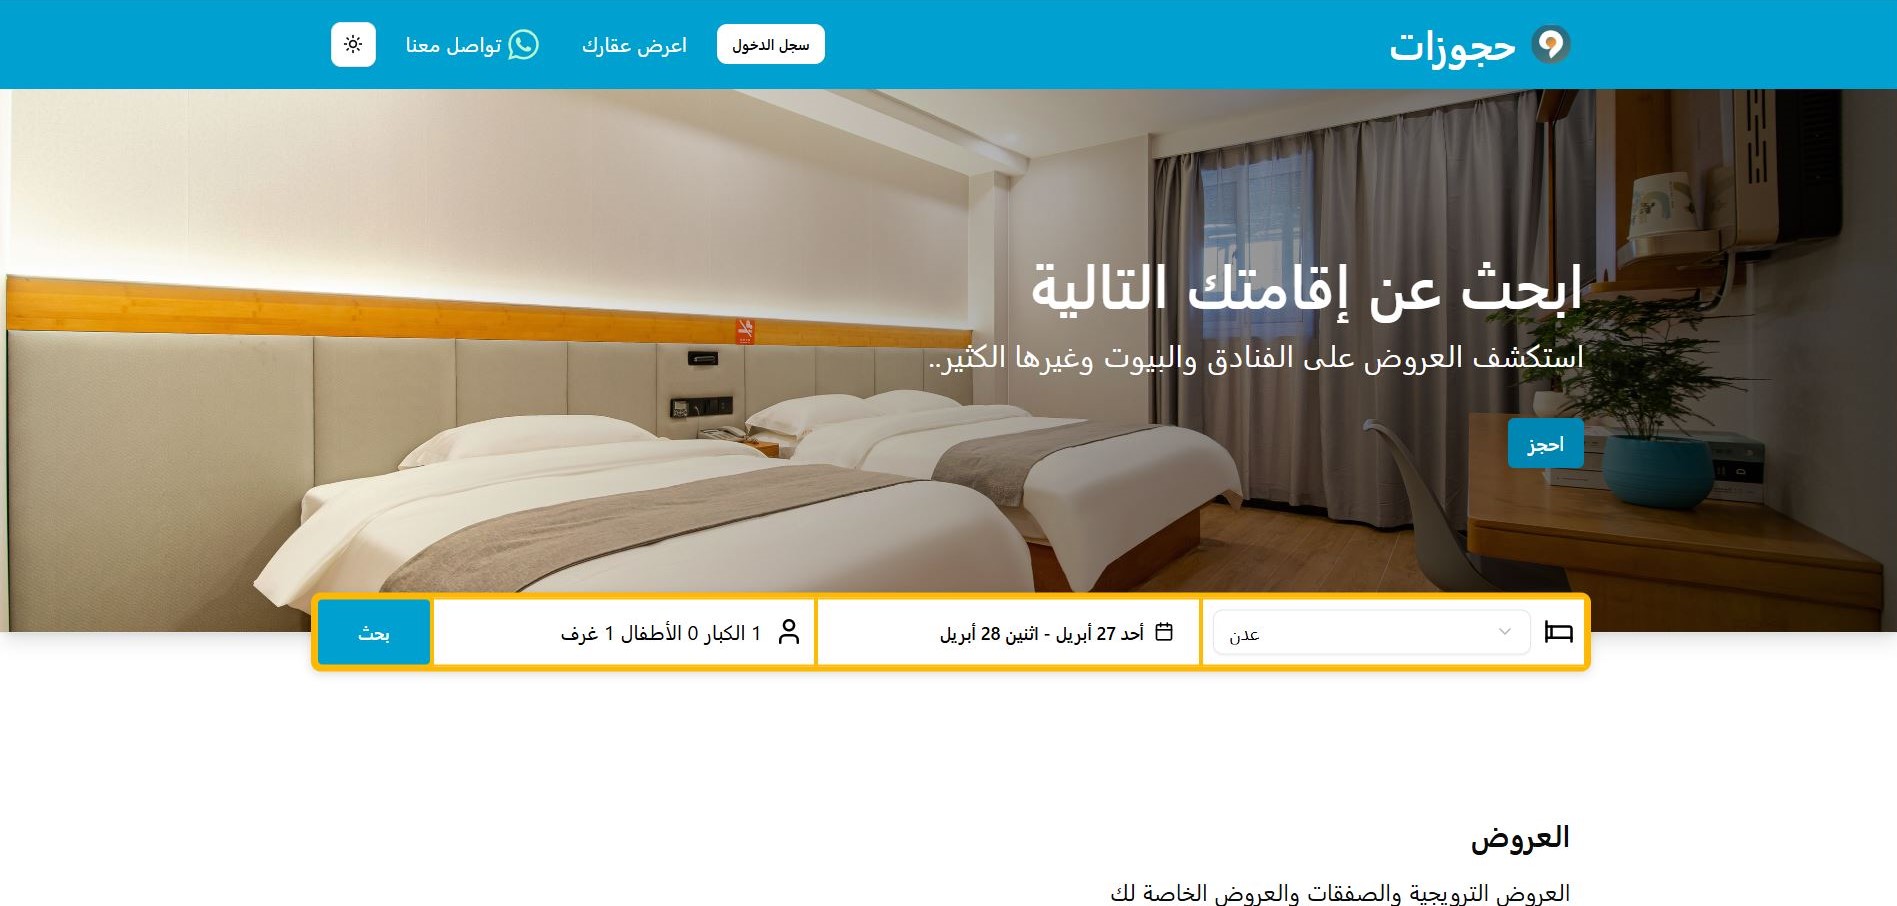 حجوزات
سجل الدخول
اعرض عقارك
تواصل معنا
ابحث عن إقامتك التالية
استكشف العروض على الفنادق والبيوت وغيرها الكثير..
احجز
عدن
أحد 27 أبريل - اثنين 28 أبريل
1 الكبار 0 الأطفال 1 غرف
بحث
العروض
العروض الترويجية والصفقات والعروض الخاصة لك